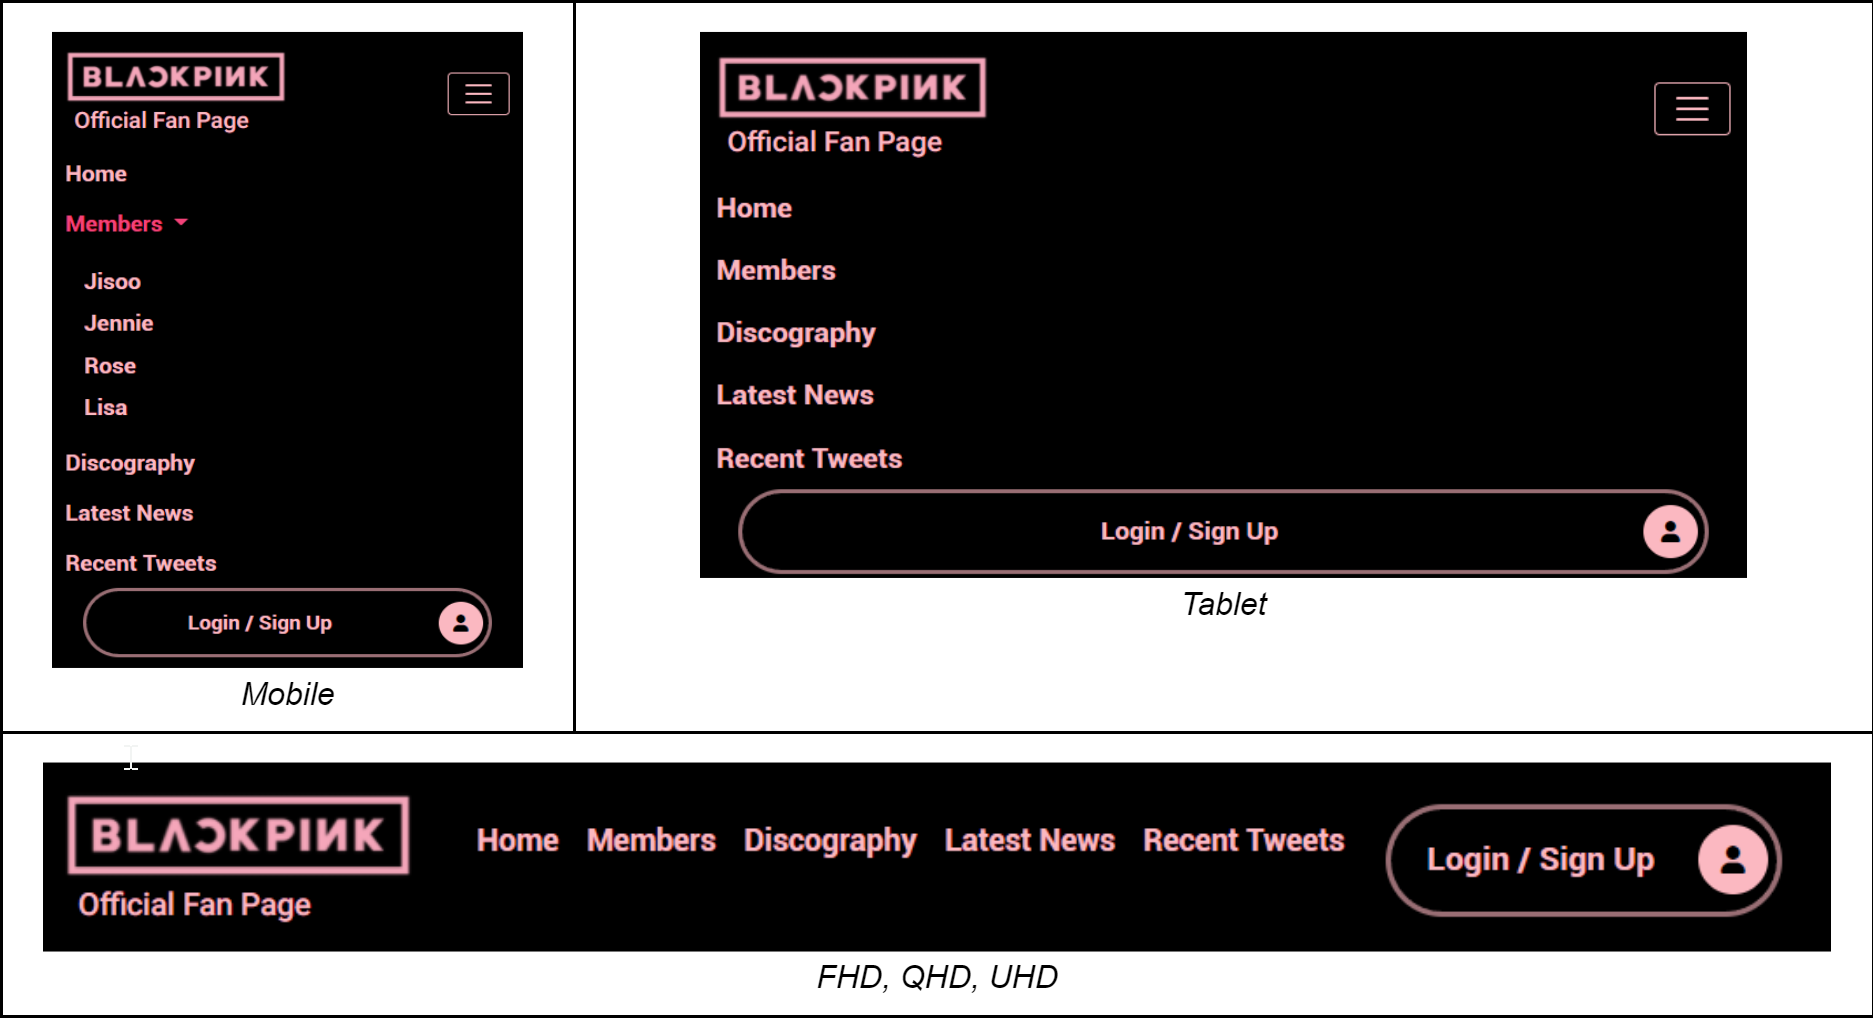 BLACKPINK
Official Fan Page
Home
Members
Jisoo
Jennie
Rose
Lisa
Discography
Latest News
Recent Tweets
Login / Sign Up
Mobile
BLACKPINK
Official Fan Page
Home
Members
Discography
Latest News
Recent Tweets
Login / Sign Up
Tablet
BLACKPINK
Official Fan Page
Home Members Discography Latest News Recent Tweets
Login / Sign Up
FHD, QHD, UHD